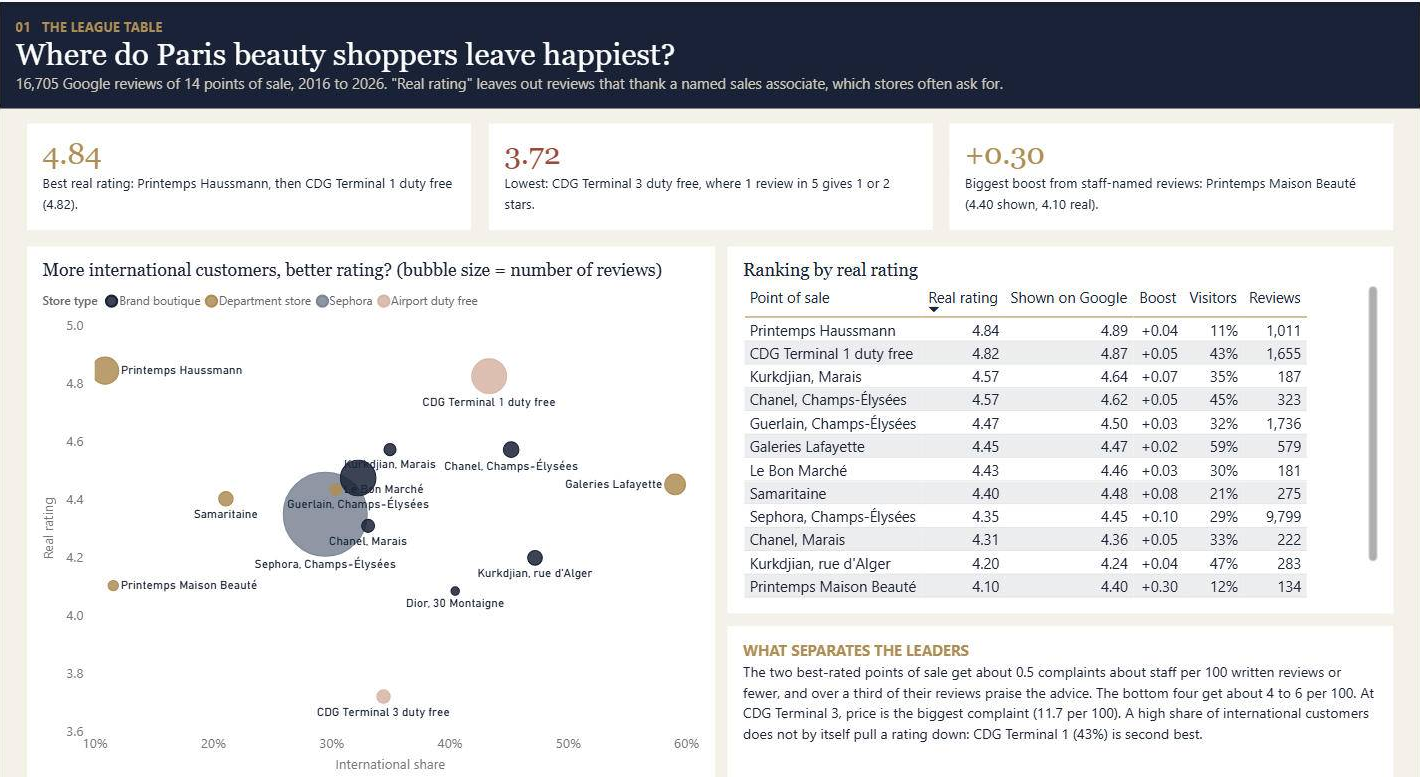 01 THE LEAGUE TABLE
Where do Paris beauty shoppers leave happiest?
16,705 Google reviews of 14 points of sale, 2016 to 2026. "Real rating" leaves out reviews that thank a named sales associate, which stores often ask for.
4.84
Best real rating: Printemps Haussmann, then CDG Terminal 1 duty free
(4.82).
3.72
Lowest: CDG Terminal 3 duty free, where 1 review in 5 gives 1 or 2
stars.
+0.30
Biggest boost from staff-named reviews: Printemps Maison Beauté
(4.40 shown, 4.10 real).
More international customers, better rating? (bubble size = number of reviews)
Store type Brand boutique Department store Sephora Airport duty free
5.0
4.8
4.6
4.4
4.2
4.0
3.8
3.6
Real rating
Printemps Haussmann
CDG Terminal 1 duty free
Kurkdjian, Marais
Chanel, Champs-Élysées
Le Bon Marché
Galeries Lafayette
Guerlain, Champs-Élysées
Samaritaine
Chanel, Marais
Sephora, Champs-Élysées
Kurkdjian, rue d'Alger
Printemps Maison Beauté
Dior, 30 Montaigne
CDG Terminal 3 duty free
10% 20% 30% 40% 50% 60%
International share
Ranking by real rating
Point of sale Real rating Shown on Google Boost Visitors Reviews
Printemps Haussmann 4.84 4.89 +0.04 11% 1,011
CDG Terminal 1 duty free 4.82 4.87 +0.05 43% 1,655
Kurkdjian, Marais 4.57 4.64 +0.07 35% 187
Chanel, Champs-Élysées 4.57 4.62 +0.05 45% 323
Guerlain, Champs-Élysées 4.47 4.50 +0.03 32% 1,736
Galeries Lafayette 4.45 4.47 +0.02 59% 579
Le Bon Marché 4.43 4.46 +0.03 30% 181
Samaritaine 4.40 4.48 +0.08 21% 275
Sephora, Champs-Élysées 4.35 4.45 +0.10 29% 9,799
Chanel, Marais 4.31 4.36 +0.05 33% 222
Kurkdjian, rue d'Alger 4.20 4.24 +0.04 47% 283
Printemps Maison Beauté 4.10 4.40 +0.30 12% 134
WHAT SEPARATES THE LEADERS
The two best-rated points of sale get about 0.5 complaints about staff per 100 written reviews or
fewer, and over a third of their reviews praise the advice. The bottom four get about 4 to 6 per 100. At
CDG Terminal 3, price is the biggest complaint (11.7 per 100). A high share of international customers
does not by itself pull a rating down: CDG Terminal 1 (43%) is second best.